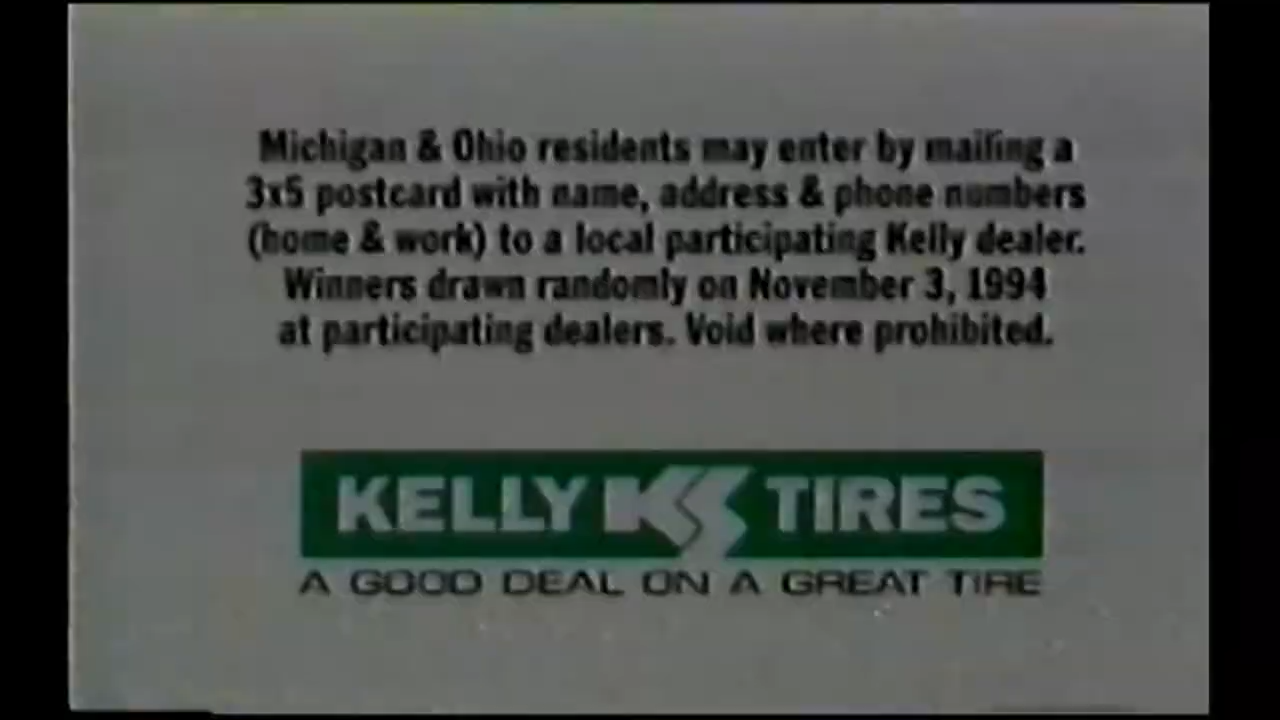 Michigan & Ohio residents may enter by mailing a
3x5 postcard with name, address & phone numbers
(home & work) to a local participating Kelly dealer.
Winners drawn randomly on November 3, 1994
at participating dealers. Void where prohibited.
KELLY KS TIRES
A GOOD DEAL ON A GREAT TIRE